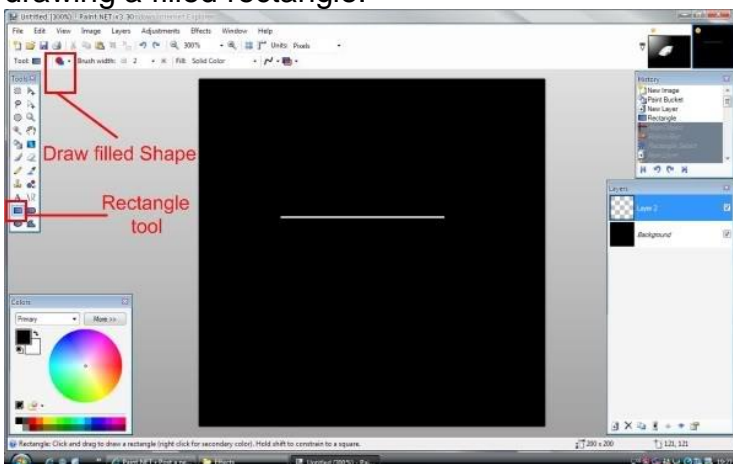 drawing a filled rectangle.
Untitled (300%) - Paint.NET v3.30
File Edit View Image Layers Adjustments Effects Window Help
300% Units: Pixels
Tool: Brush width: 2 Fill: Solid Color
Tools
History
New Image
Paint Bucket
New Layer
Rectangle
Draw filled Shape
Rectangle
tool
Layers
Layer 2
Background
Colors
Primary More >>
Rectangle: Click and drag to draw a rectangle (right click for secondary color). Hold shift to constrain to a square.
200 x 200 121, 121
Effects